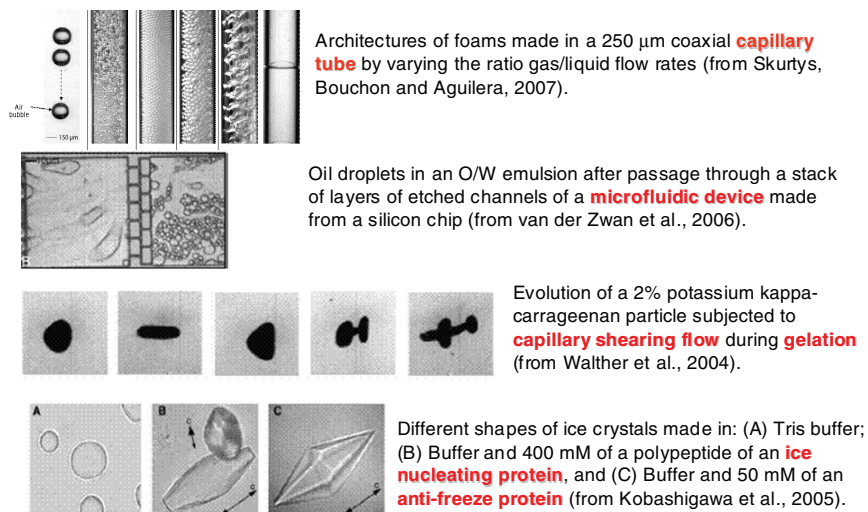 Air
bubble
150 μm
Architectures of foams made in a 250 μm coaxial capillary
tube by varying the ratio gas/liquid flow rates (from Skurtys,
Bouchon and Aguilera, 2007).
B
Oil droplets in an O/W emulsion after passage through a stack
of layers of etched channels of a microfluidic device made
from a silicon chip (from van der Zwan et al., 2006).
Evolution of a 2% potassium kappa-
carrageenan particle subjected to
capillary shearing flow during gelation
(from Walther et al., 2004).
A
B
c
c
C
c
Different shapes of ice crystals made in: (A) Tris buffer;
(B) Buffer and 400 mM of a polypeptide of an ice
nucleating protein, and (C) Buffer and 50 mM of an
anti-freeze protein (from Kobashigawa et al., 2005).